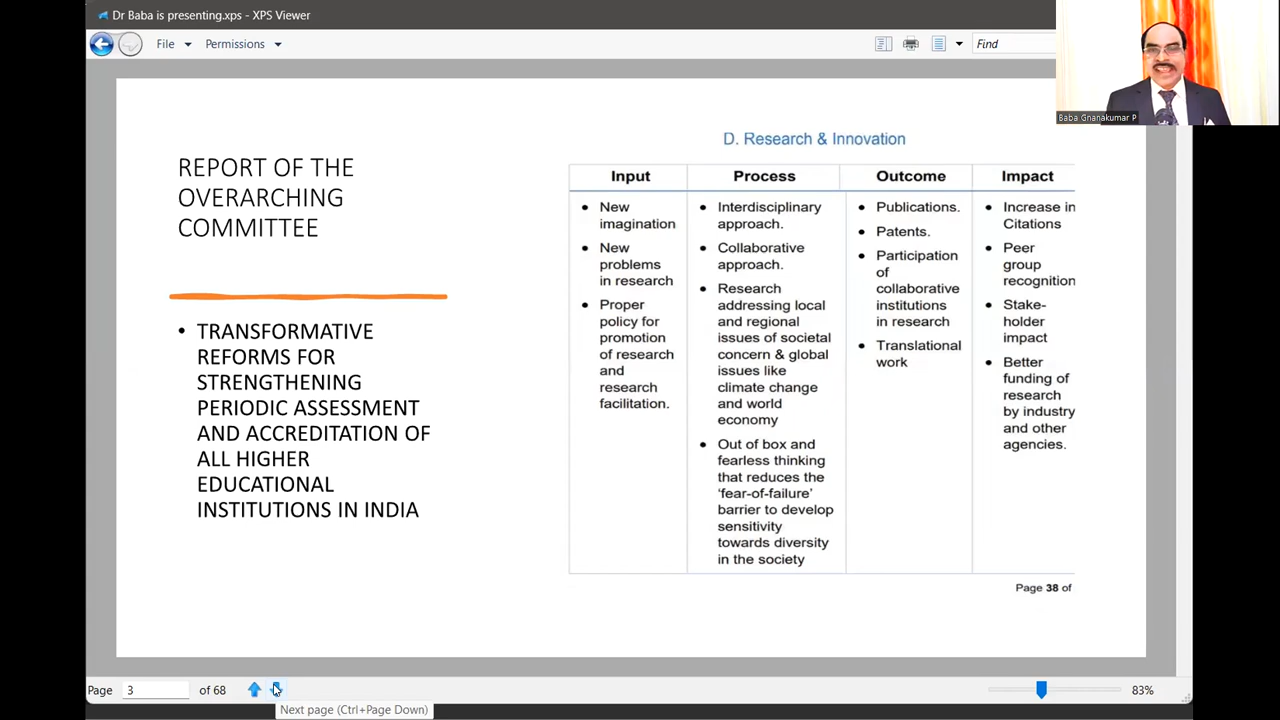 Dr Baba is presenting.xps - XPS Viewer
File
Permissions
Find
Baba Gnanakumar P
REPORT OF THE
OVERARCHING
COMMITTEE
• TRANSFORMATIVE
REFORMS FOR
STRENGTHENING
PERIODIC ASSESSMENT
AND ACCREDITATION OF
ALL HIGHER
EDUCATIONAL
INSTITUTIONS IN INDIA
D. Research & Innovation
Input
• New
imagination
• New
problems
in research
• Proper
policy for
promotion
of research
and
research
facilitation.
Process
• Interdisciplinary
approach.
• Collaborative
approach.
• Research
addressing local
and regional
issues of societal
concern & global
issues like
climate change
and world
economy
• Out of box and
fearless thinking
that reduces the
‘fear-of-failure’
barrier to develop
sensitivity
towards diversity
in the society
Outcome
• Publications.
• Patents.
• Participation
of
collaborative
institutions
in research
• Translational
work
Impact
• Increase in
Citations
• Peer
group
recognition
• Stake-
holder
impact
• Better
funding of
research
by industry
and other
agencies.
Page 38 of
Page 3 of 68
83%
Next page (Ctrl+Page Down)